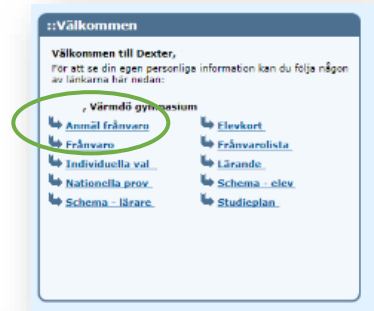 ::Välkommen
Välkommen till Dexter,
För att se din egen personliga information kan du följa någon
av länkarna här nedan:
, Värmdö gymnasium
Anmäl frånvaro
Elevkort
Frånvaro
Frånvarolista
Individuella val
Lärande
Nationella prov
Schema - elev
Schema - lärare
Studieplan